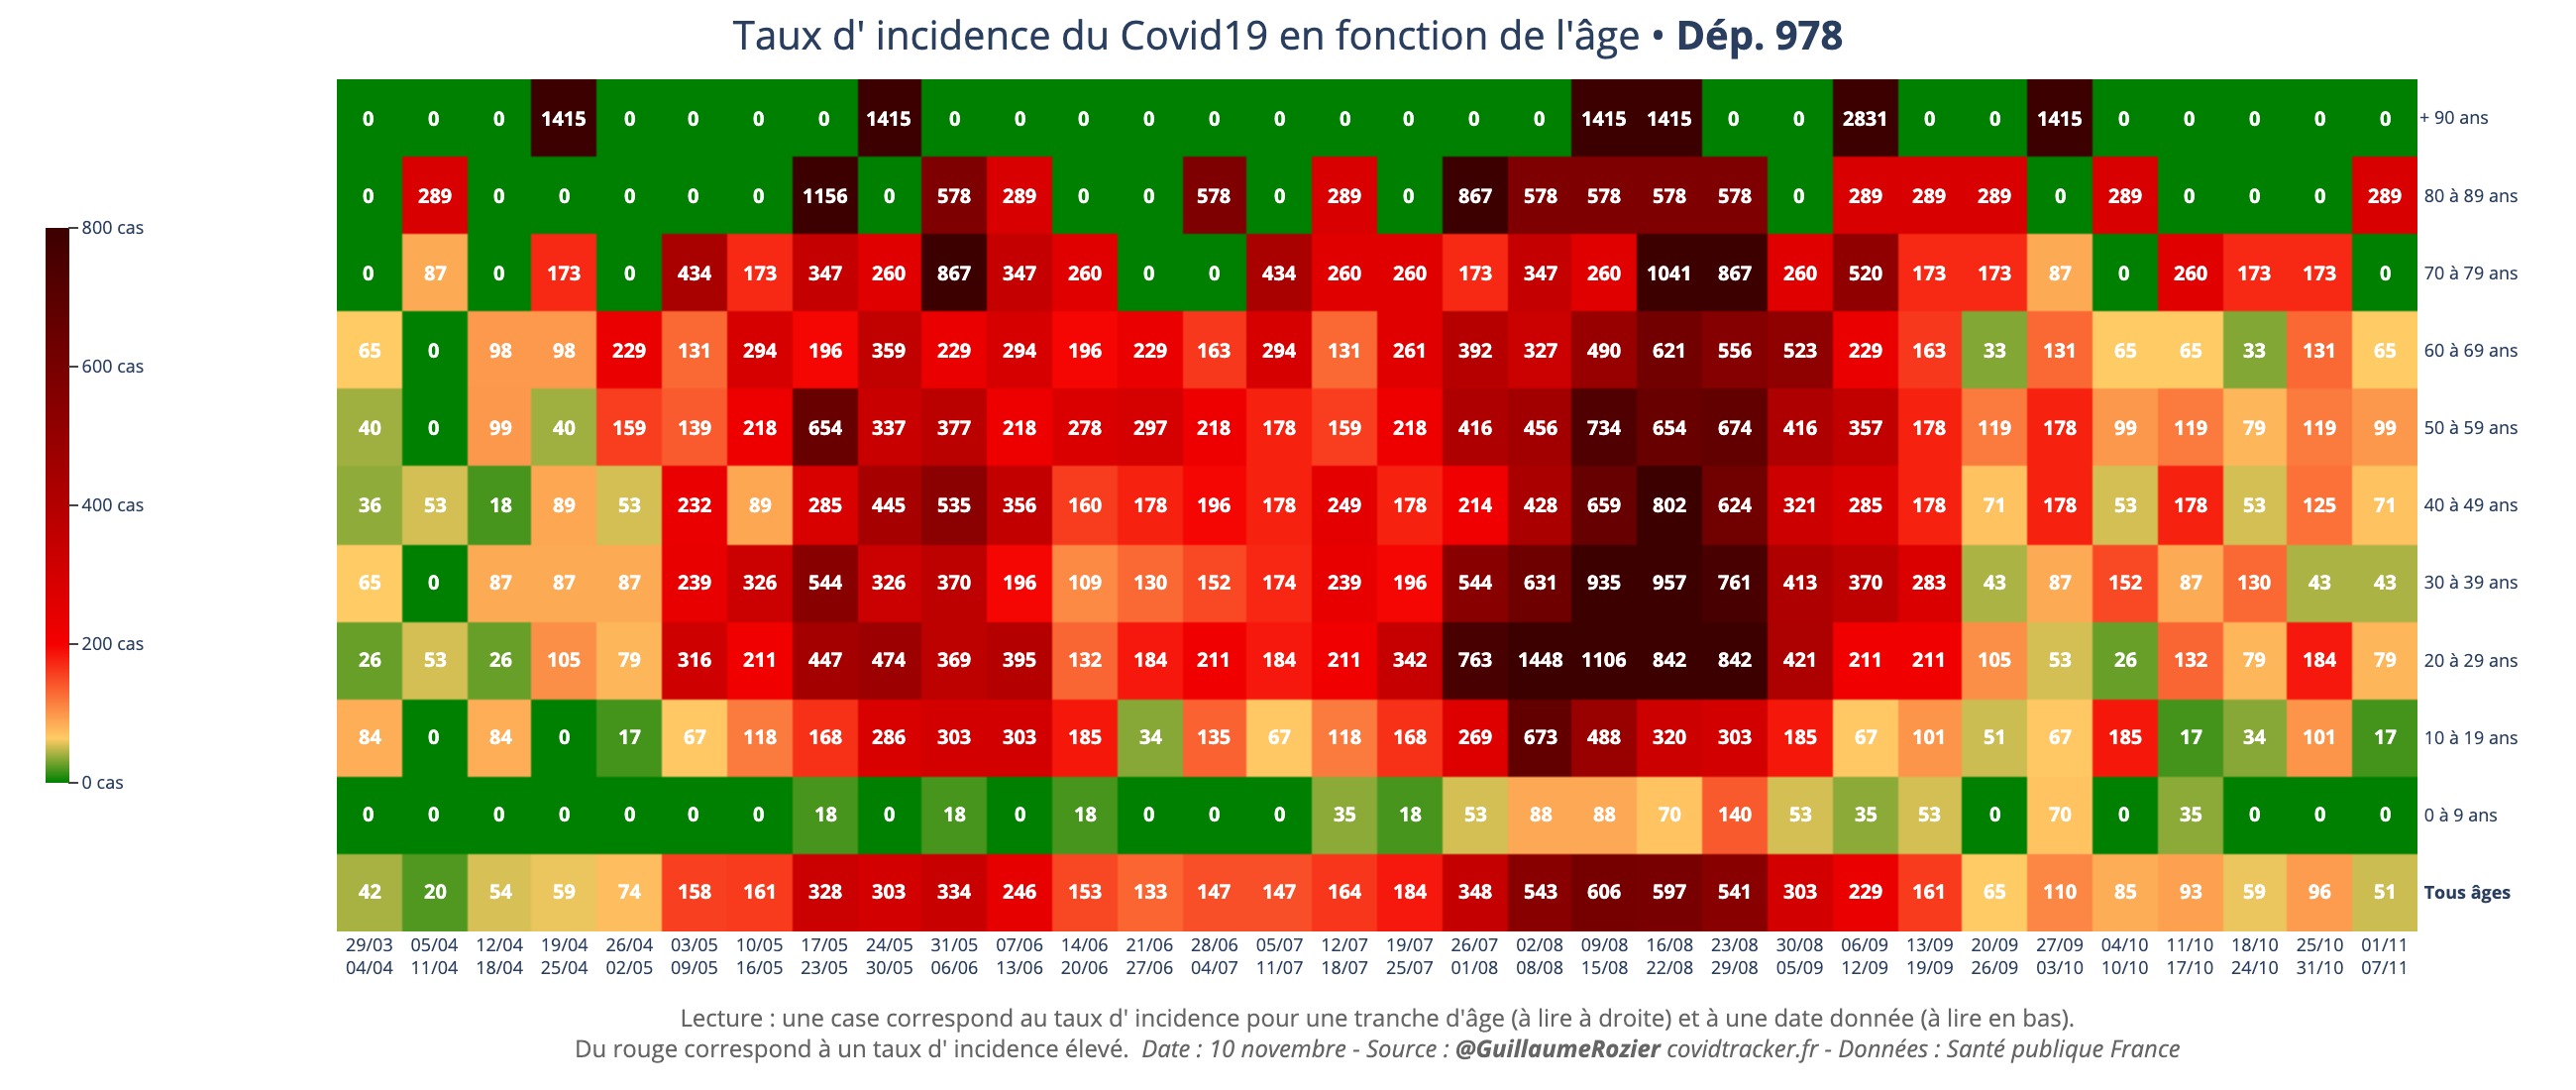 Taux d' incidence du Covid19 en fonction de l'âge • Dép. 978
0 0 0 1415 0 0 0 0 1415 0 0 0 0 0 0 0 0 0 0 1415 1415 0 0 2831 0 0 1415 0 0 0 0 0 + 90 ans
0 289 0 0 0 0 0 1156 0 578 289 0 0 578 0 289 0 867 578 578 578 578 0 289 289 289 0 289 0 0 0 289 80 à 89 ans
0 87 0 173 0 434 173 347 260 867 347 260 0 0 434 260 260 173 347 260 1041 867 260 520 173 173 87 0 260 173 173 0 70 à 79 ans
65 0 98 98 229 131 294 196 359 229 294 196 229 163 294 131 261 392 327 490 621 556 523 229 163 33 131 65 65 33 131 65 60 à 69 ans
40 0 99 40 159 139 218 654 337 377 218 278 297 218 178 159 218 416 456 734 654 674 416 357 178 119 178 99 119 79 119 99 50 à 59 ans
36 53 18 89 53 232 89 285 445 535 356 160 178 196 178 249 178 214 428 659 802 624 321 285 178 71 178 53 178 53 125 71 40 à 49 ans
65 0 87 87 87 239 326 544 326 370 196 109 130 152 174 239 196 544 631 935 957 761 413 370 283 43 87 152 87 130 43 43 30 à 39 ans
26 53 26 105 79 316 211 447 474 369 395 132 184 211 184 211 342 763 1448 1106 842 842 421 211 211 105 53 26 132 79 184 79 20 à 29 ans
84 0 84 0 17 67 118 168 286 303 303 185 34 135 67 118 168 269 673 488 320 303 185 67 101 51 67 185 17 34 101 17 10 à 19 ans
0 0 0 0 0 0 0 18 0 18 0 18 0 0 0 35 18 53 88 88 70 140 53 35 53 0 70 0 35 0 0 0 0 à 9 ans
42 20 54 59 74 158 161 328 303 334 246 153 133 147 147 164 184 348 543 606 597 541 303 229 161 65 110 85 93 59 96 51 Tous âges
29/03 05/04 12/04 19/04 26/04 03/05 10/05 17/05 24/05 31/05 07/06 14/06 21/06 28/06 05/07 12/07 19/07 26/07 02/08 09/08 16/08 23/08 30/08 06/09 13/09 20/09 27/09 04/10 11/10 18/10 25/10 01/11
04/04 11/04 18/04 25/04 02/05 09/05 16/05 23/05 30/05 06/06 13/06 20/06 27/06 04/07 11/07 18/07 25/07 01/08 08/08 15/08 22/08 29/08 05/09 12/09 19/09 26/09 03/10 10/10 17/10 24/10 31/10 07/11
800 cas
600 cas
400 cas
200 cas
0 cas
Lecture : une case correspond au taux d' incidence pour une tranche d'âge (à lire à droite) et à une date donnée (à lire en bas).
Du rouge correspond à un taux d' incidence élevé. Date : 10 novembre - Source : @GuillaumeRozier covidtracker.fr - Données : Santé publique France